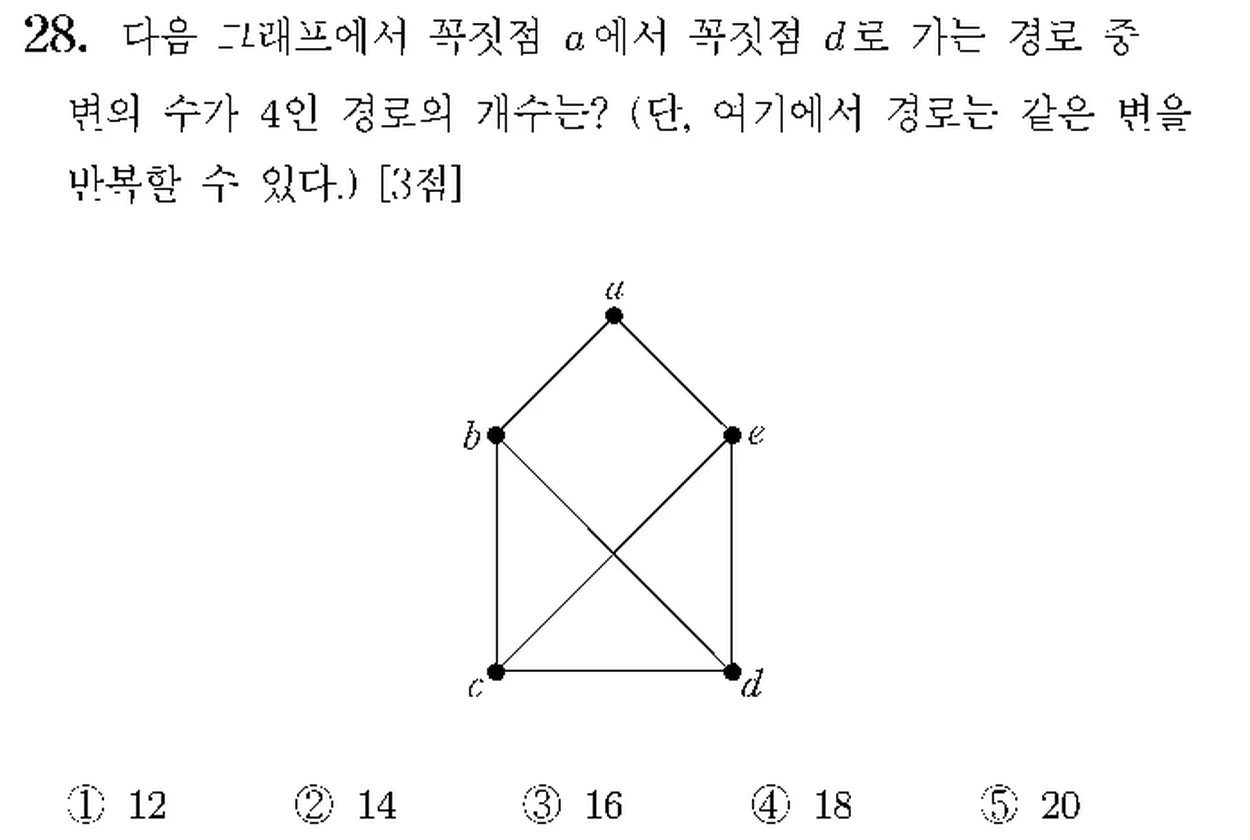 28. 다음 그래프에서 꼭짓점 a에서 꼭짓점 d로 가는 경로 중
변의 수가 4인 경로의 개수는? (단, 여기에서 경로는 같은 변을
반복할 수 있다.) [3점]
a
b
e
c
d
① 12 ② 14 ③ 16 ④ 18 ⑤ 20